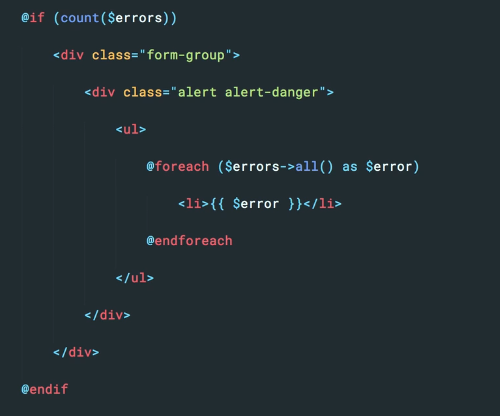 @if (count($errors))
<div class="form-group">
<div class="alert alert-danger">
<ul>
@foreach ($errors->all() as $error)
<li>{{ $error }}</li>
@endforeach
</ul>
</div>
</div>
@endif